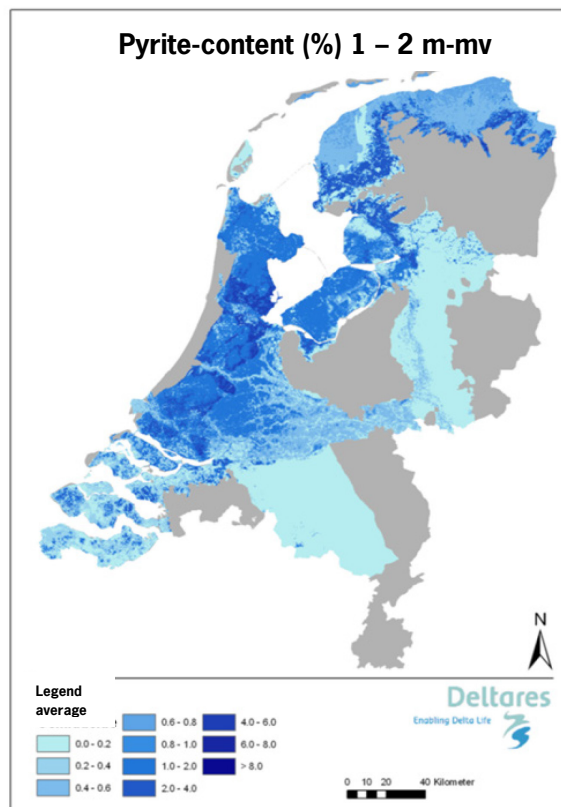 Pyrite-content (%) 1 – 2 m-mv
N
Legend
average
0.0 - 0.2
0.2 - 0.4
0.4 - 0.6
0.6 - 0.8
0.8 - 1.0
1.0 - 2.0
2.0 - 4.0
4.0 - 6.0
6.0 - 8.0
> 8.0
Deltares
Enabling Delta Life
0 10 20 40 Kilometer